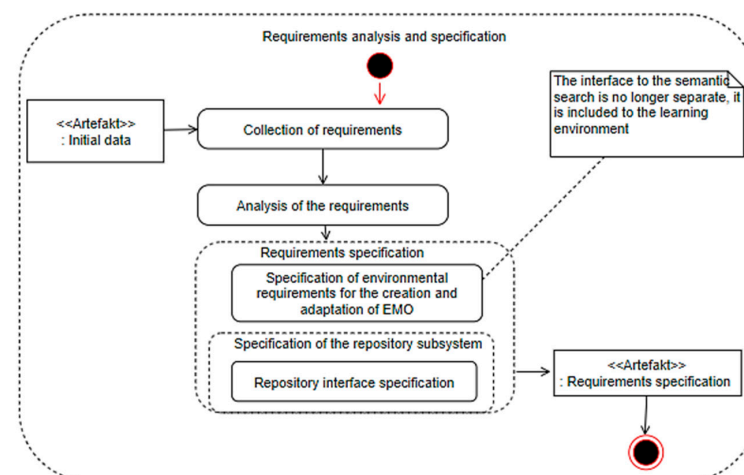 Requirements analysis and specification
The interface to the semantic
search is no longer separate, it
is included to the learning
environment
<<Artefakt>>
: Initial data
Collection of requirements
Analysis of the requirements
Requirements specification
Specification of environmental
requirements for the creation and
adaptation of EMO
Specification of the repository subsystem
Repository interface specification
<<Artefakt>>
: Requirements specification